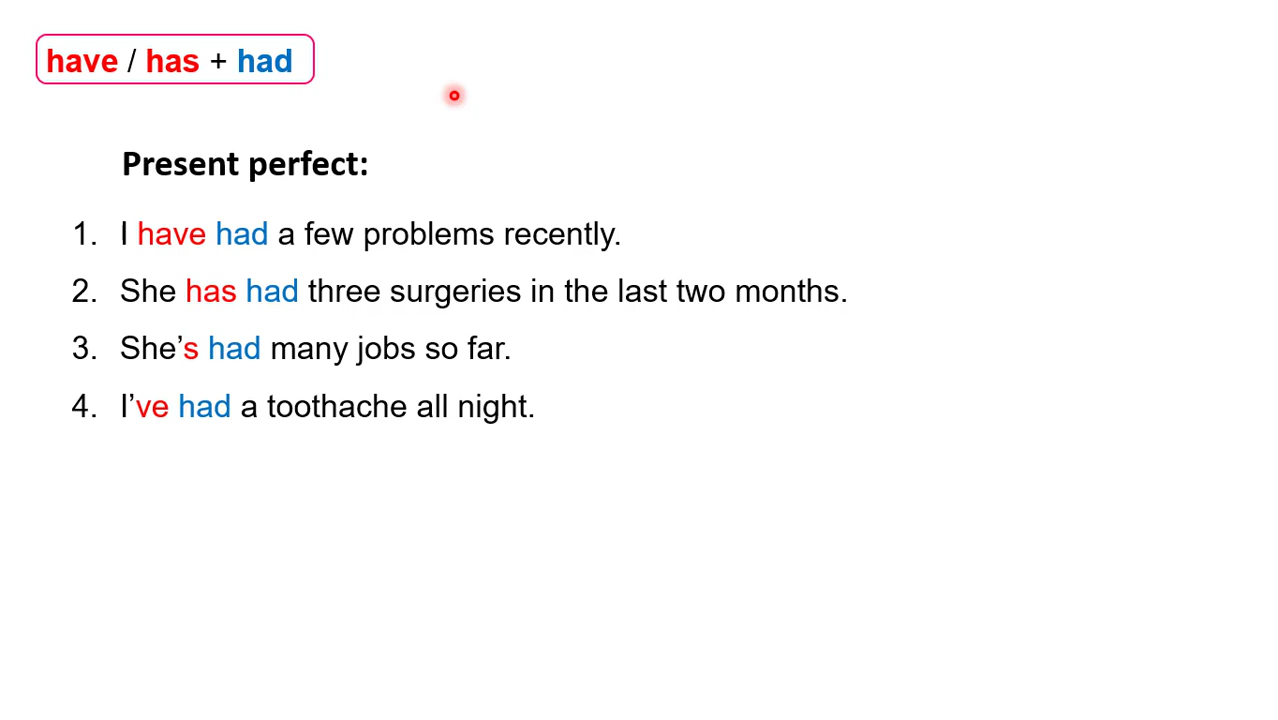 have / has + had
Present perfect:
1. I have had a few problems recently.
2. She has had three surgeries in the last two months.
3. She’s had many jobs so far.
4. I’ve had a toothache all night.